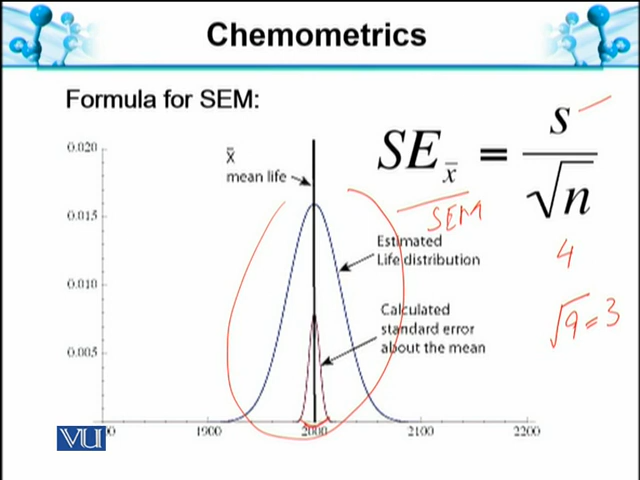 Chemometrics
Formula for SEM:
SE x̄ = s / √n
SEM
4
√9 = 3
0.020
0.015
0.010
0.005
x̄
mean life
Estimated
Life distribution
Calculated
standard error
about the mean
1900
2000
2100
2200
VU